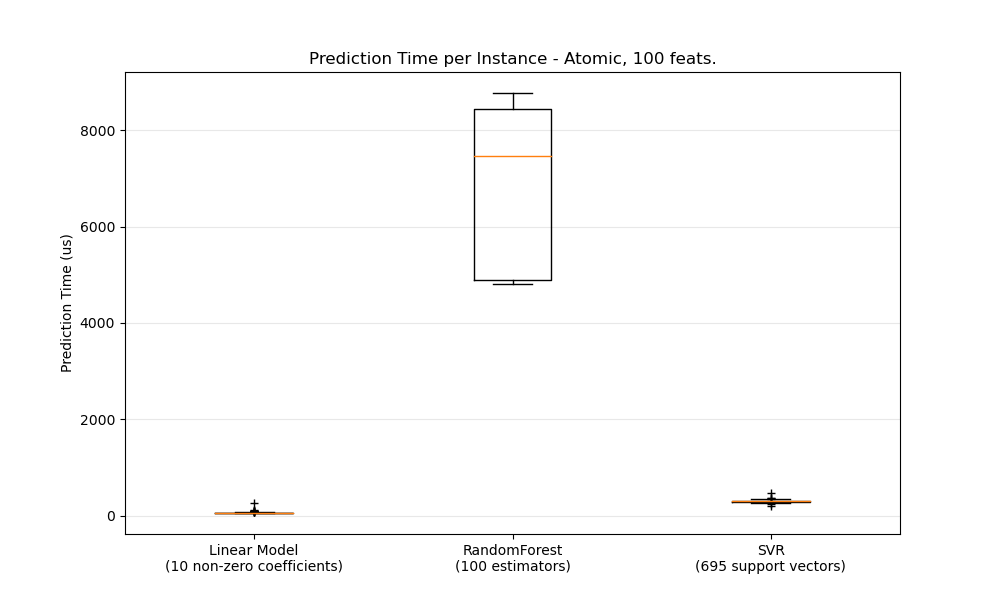 Prediction Time per Instance - Atomic, 100 feats.
Prediction Time (us)
8000
6000
4000
2000
0
Linear Model
(10 non-zero coefficients)
RandomForest
(100 estimators)
SVR
(695 support vectors)